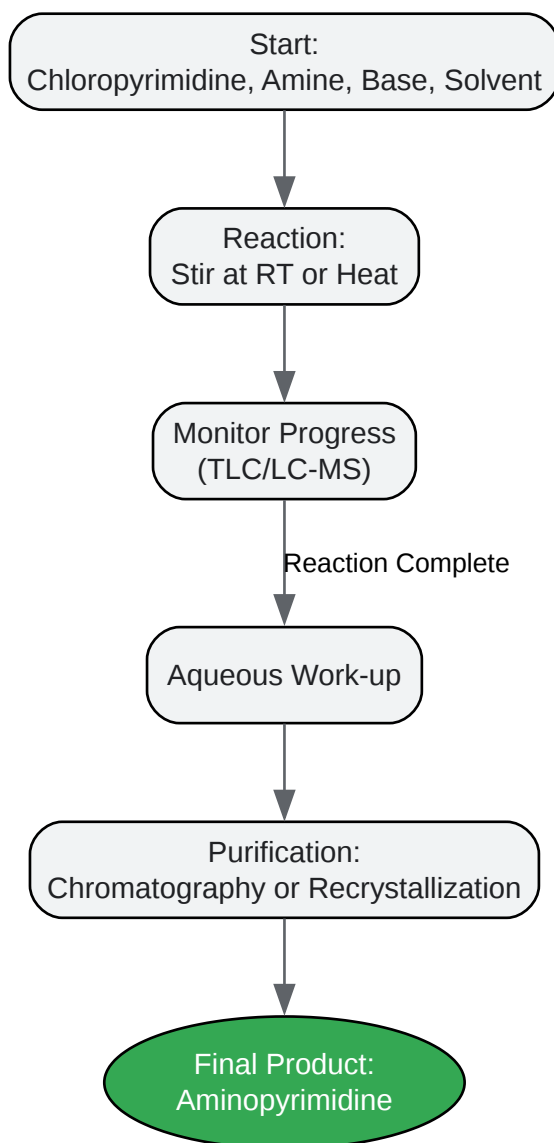 Start:
Chloropyrimidine, Amine, Base, Solvent
Reaction:
Stir at RT or Heat
Monitor Progress
(TLC/LC-MS)
Reaction Complete
Aqueous Work-up
Purification:
Chromatography or Recrystallization
Final Product:
Aminopyrimidine